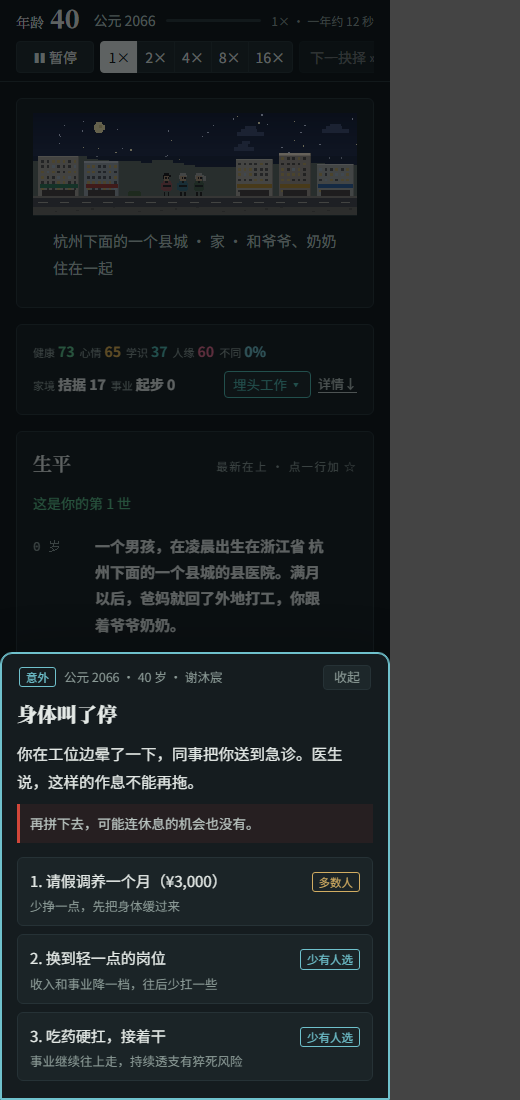 年龄 40 公元 2066 1× · 一年约 12 秒
暂停 1× 2× 4× 8× 16× 下一抉择
杭州下面的一个县城 · 家 · 和爷爷、奶奶
住在一起
健康 73 心情 65 学识 37 人缘 60 不同 0%
家境 拮据 17 事业 起步 0 埋头工作 ▾ 详情↓
生平 最新在上 · 点一行加 ☆
这是你的第 1 世
0 岁 一个男孩，在凌晨出生在浙江省 杭
州下面的一个县城的县医院。满月
以后，爸妈就回了外地打工，你跟
着爷爷奶奶。
意外 公元 2066 · 40 岁 · 谢沐宸 收起
身体叫了停
你在工位边晕了一下，同事把你送到急诊。医生
说，这样的作息不能再拖。
再拼下去，可能连休息的机会也没有。
1. 请假调养一个月（¥3,000） 多数人
少挣一点，先把身体缓过来
2. 换到轻一点的岗位 少有人选
收入和事业降一档，往后少扛一些
3. 吃药硬扛，接着干 少有人选
事业继续往上走，持续透支有猝死风险